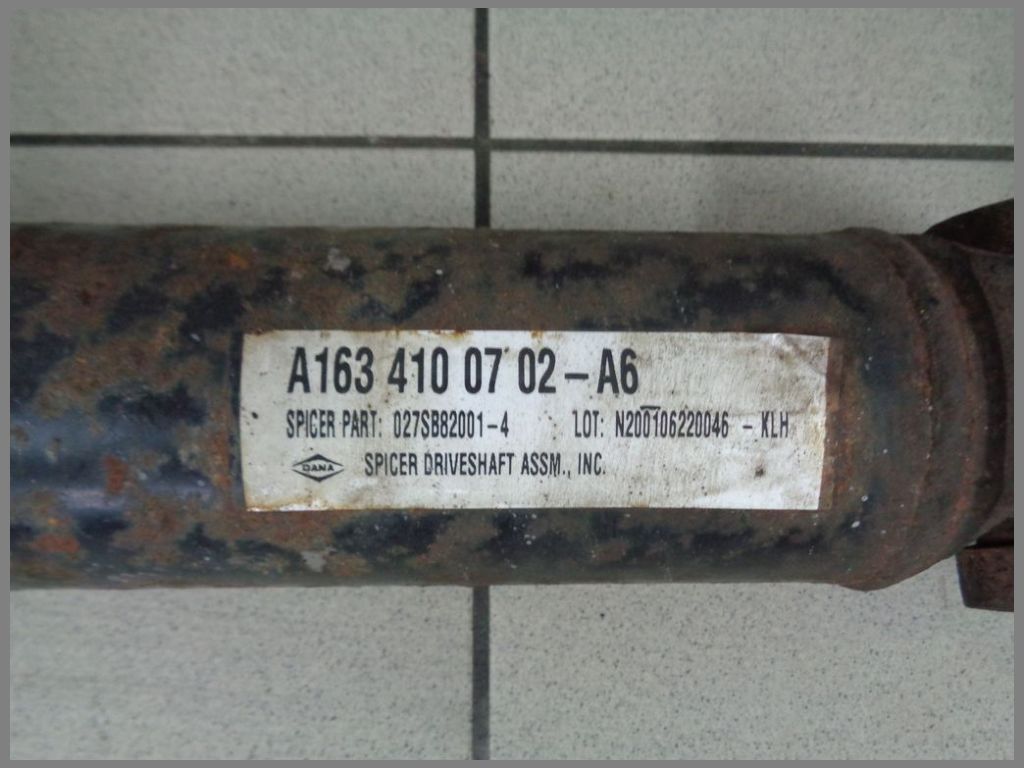 A163 410 07 02 - A6
SPICER PART: 027SB82001-4 LOT: N200106220046 - KLH
DANA SPICER DRIVESHAFT ASSM., INC.